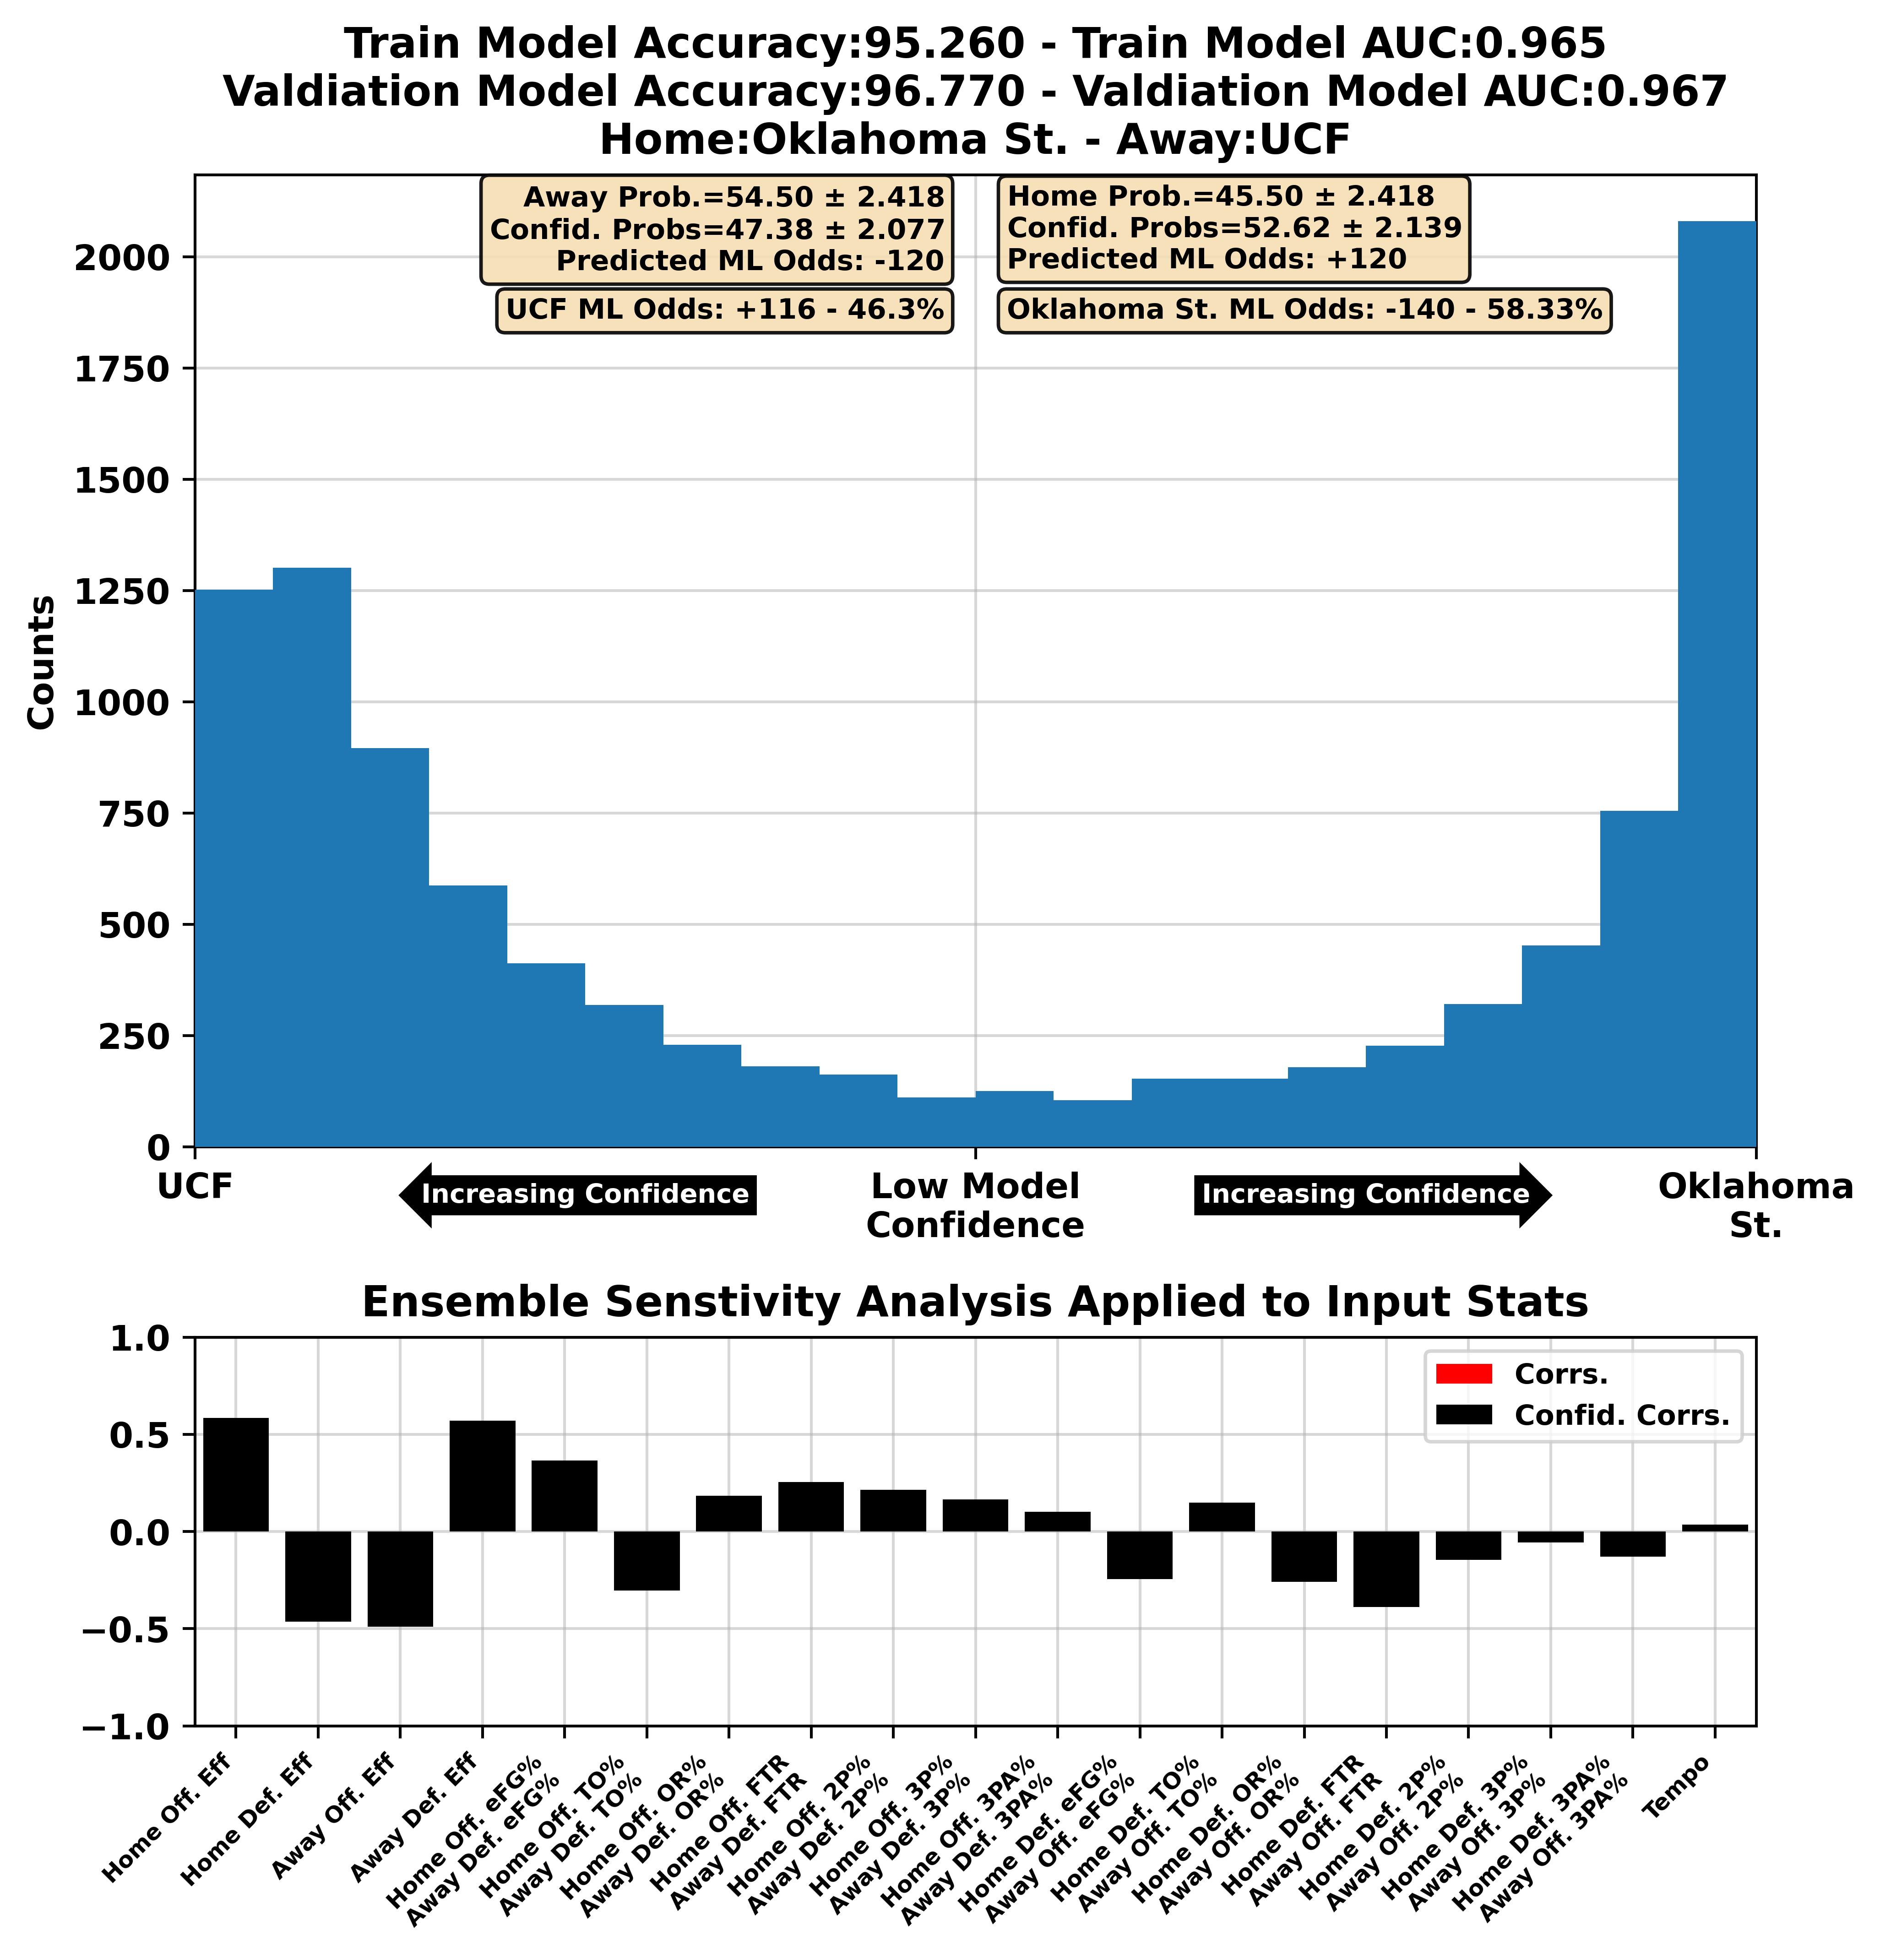 Train Model Accuracy:95.260 - Train Model AUC:0.965
Valdiation Model Accuracy:96.770 - Valdiation Model AUC:0.967
Home:Oklahoma St. - Away:UCF
Away Prob.=54.50 ± 2.418
Confid. Probs=47.38 ± 2.077
Predicted ML Odds: -120
Home Prob.=45.50 ± 2.418
Confid. Probs=52.62 ± 2.139
Predicted ML Odds: +120
UCF ML Odds: +116 - 46.3%
Oklahoma St. ML Odds: -140 - 58.33%
Counts
2000
1750
1500
1250
1000
750
500
250
0
UCF
Increasing Confidence
Low Model
Confidence
Increasing Confidence
Oklahoma
St.
Ensemble Senstivity Analysis Applied to Input Stats
1.0
0.5
0.0
−0.5
−1.0
Corrs.
Confid. Corrs.
Home Off. Eff
Home Def. Eff
Away Off. Eff
Away Def. Eff
Home Off. eFG%
Away Def. eFG%
Home Off. TO%
Away Def. TO%
Home Off. OR%
Away Def. OR%
Home Off. FTR
Away Def. FTR
Home Off. 2P%
Away Def. 2P%
Home Off. 3P%
Away Def. 3P%
Home Off. 3PA%
Away Def. 3PA%
Home Def. eFG%
Away Off. eFG%
Home Def. TO%
Away Off. TO%
Home Def. OR%
Away Off. OR%
Home Def. FTR
Away Off. FTR
Home Def. 2P%
Away Off. 2P%
Home Def. 3P%
Away Off. 3P%
Home Def. 3PA%
Away Off. 3PA%
Tempo